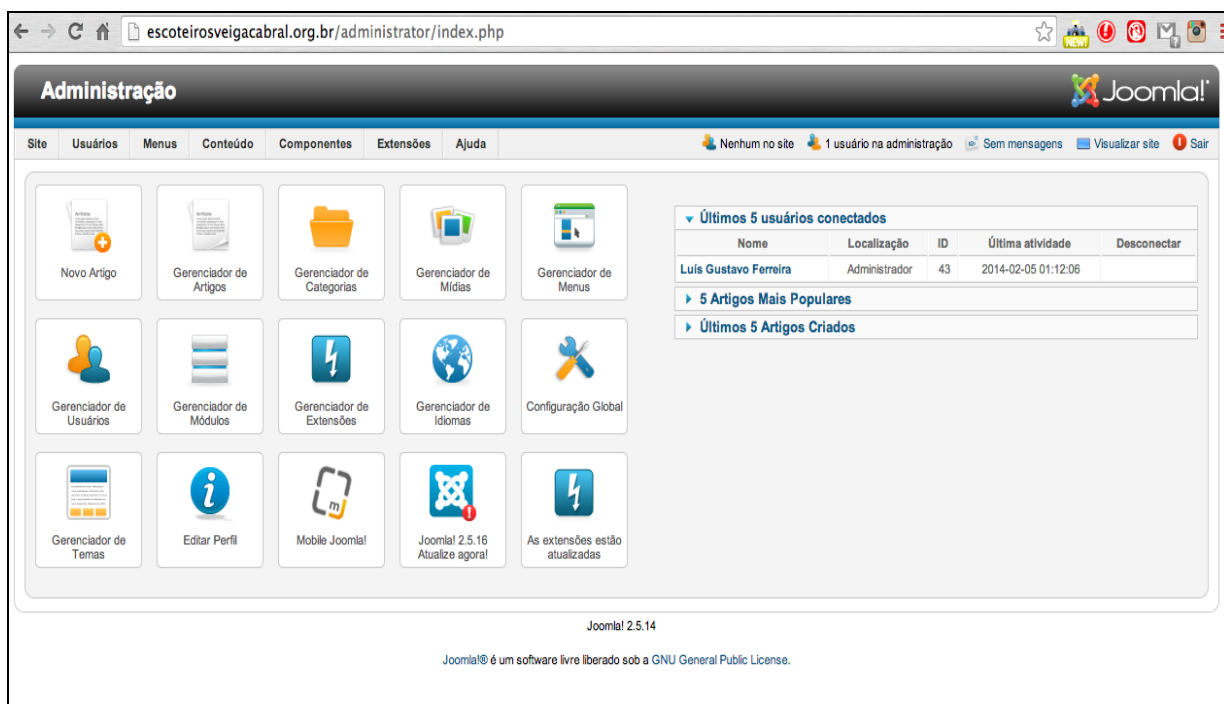 escoteirosveigacabral.org.br/administrator/index.php
NEW!
Administração
Joomla!
Site Usuários Menus Conteúdo Componentes Extensões Ajuda
Nenhum no site 1 usuário na administração Sem mensagens Visualizar site Sair
Novo Artigo
Gerenciador de
Artigos
Gerenciador de
Categorias
Gerenciador de
Mídias
Gerenciador de
Menus
Gerenciador de
Usuários
Gerenciador de
Módulos
Gerenciador de
Extensões
Gerenciador de
Idiomas
Configuração Global
Gerenciador de
Temas
Editar Perfil
Mobile Joomla!
Joomla! 2.5.16
Atualize agora!
As extensões estão
atualizadas
Últimos 5 usuários conectados
Nome Localização ID Última atividade Desconectar
Luís Gustavo Ferreira Administrador 43 2014-02-05 01:12:06
5 Artigos Mais Populares
Últimos 5 Artigos Criados
Joomla! 2.5.14
Joomla!® é um software livre liberado sob a GNU General Public License.